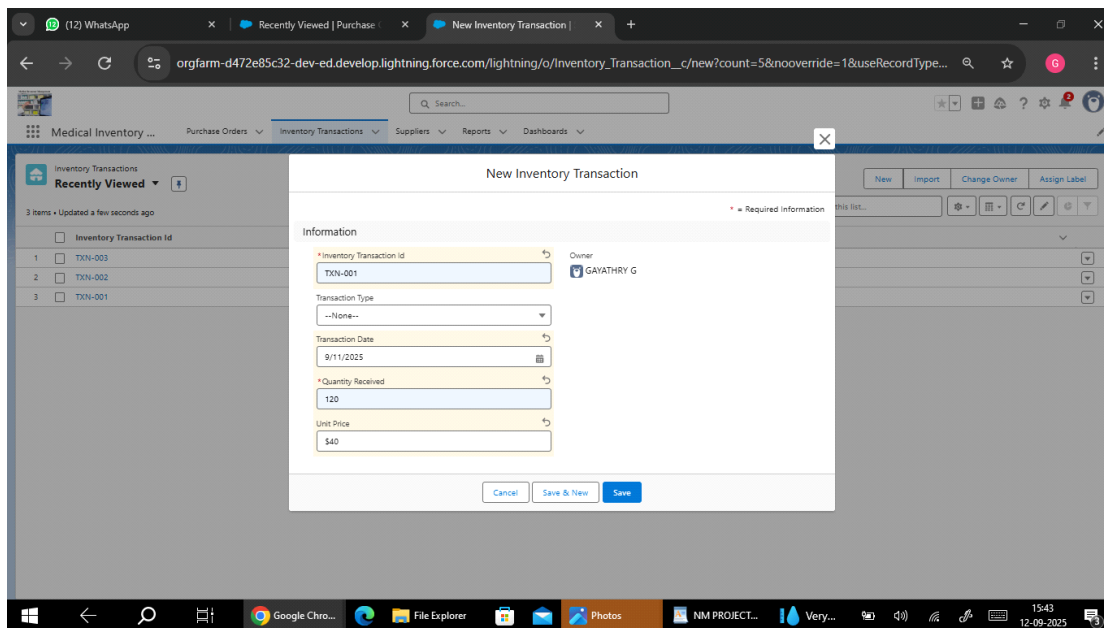 (12) WhatsApp
Recently Viewed | Purchase
New Inventory Transaction |
orgfarm-d472e85c32-dev-ed.develop.lightning.force.com/lightning/o/Inventory_Transaction__c/new?count=5&nooverride=1&useRecordType...
G
Search...
2
Medical Inventory ...
Purchase Orders
Inventory Transactions
Suppliers
Reports
Dashboards
Inventory Transactions
Recently Viewed
New Import Change Owner Assign Label
3 items • Updated a few seconds ago
this list...
Inventory Transaction Id
1 TXN-003
2 TXN-002
3 TXN-001
New Inventory Transaction
* = Required Information
Information
*Inventory Transaction Id
TXN-001
Owner
GAYATHRY G
Transaction Type
--None--
Transaction Date
9/11/2025
*Quantity Received
120
Unit Price
$40
Cancel Save & New Save
Google Chro...
File Explorer
Photos
NM PROJECT...
Very...
15:43
12-09-2025
3